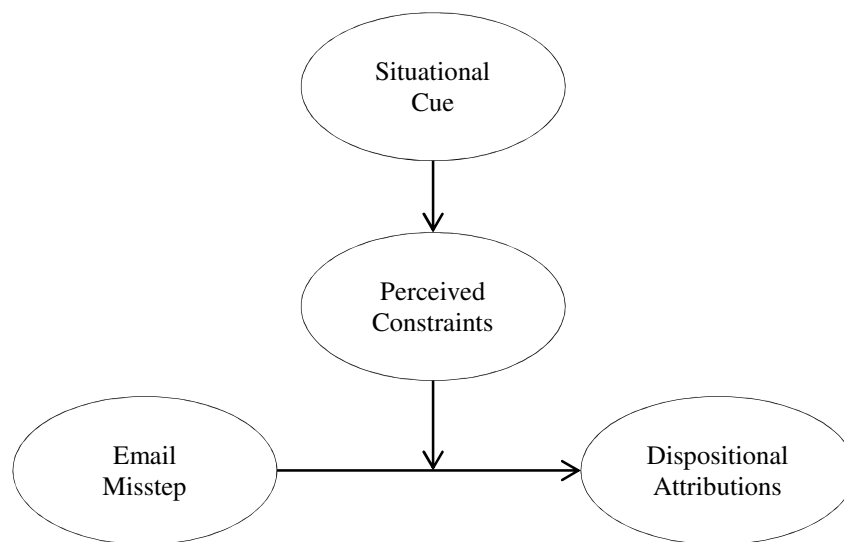 Situational
Cue
Perceived
Constraints
Email
Misstep
Dispositional
Attributions